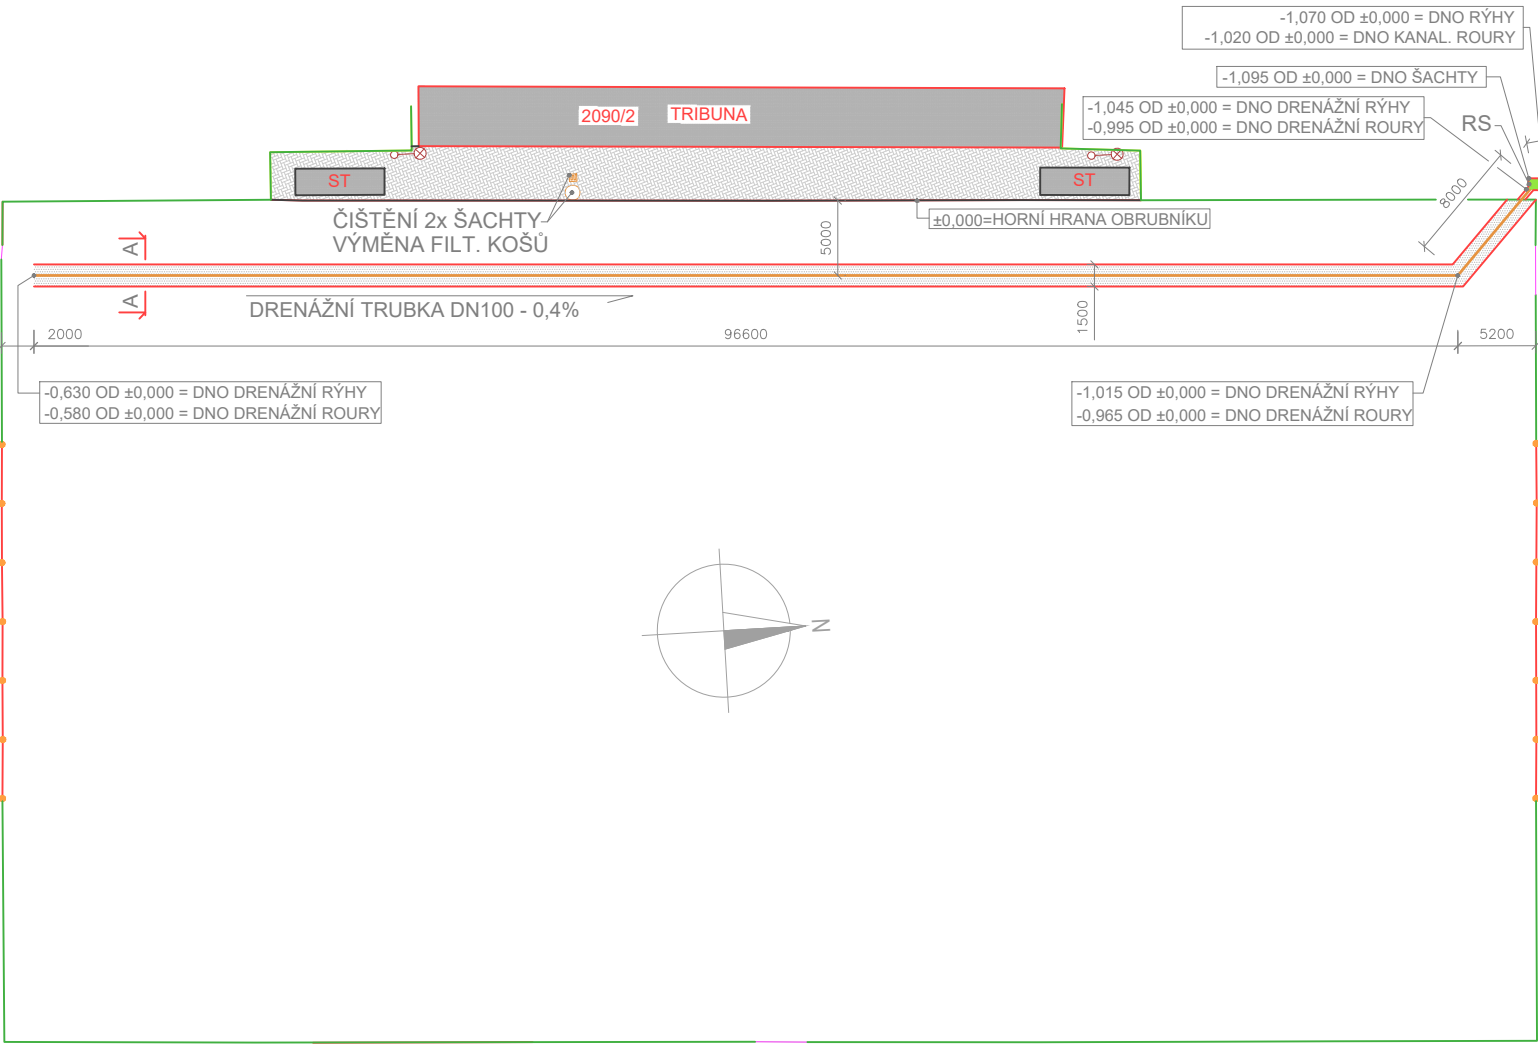 -1,070 OD ±0,000 = DNO RÝHY
-1,020 OD ±0,000 = DNO KANAL. ROURY
-1,095 OD ±0,000 = DNO ŠACHTY
-1,045 OD ±0,000 = DNO DRENÁŽNÍ RÝHY
-0,995 OD ±0,000 = DNO DRENÁŽNÍ ROURY
RS
2090/2 TRIBUNA
ST
ST
8000
ČIŠTĚNÍ 2x ŠACHTY
VÝMĚNA FILT. KOŠŮ
±0,000=HORNÍ HRANA OBRUBNÍKU
5000
A
A
DRENÁŽNÍ TRUBKA DN100 - 0,4%
1500
2000
96600
5200
-0,630 OD ±0,000 = DNO DRENÁŽNÍ RÝHY
-0,580 OD ±0,000 = DNO DRENÁŽNÍ ROURY
-1,015 OD ±0,000 = DNO DRENÁŽNÍ RÝHY
-0,965 OD ±0,000 = DNO DRENÁŽNÍ ROURY
N